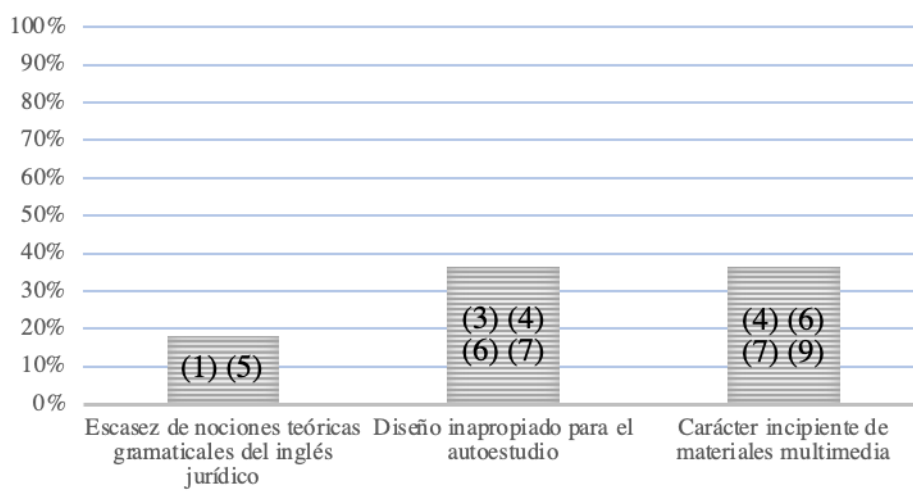 100%
90%
80%
70%
60%
50%
40%
30%
20%
10%
0%
(1) (5)
(3) (4)
(6) (7)
(4) (6)
(7) (9)
Escasez de nociones teóricas
gramaticales del inglés
jurídico
Diseño inapropiado para el
autoestudio
Carácter incipiente de
materiales multimedia